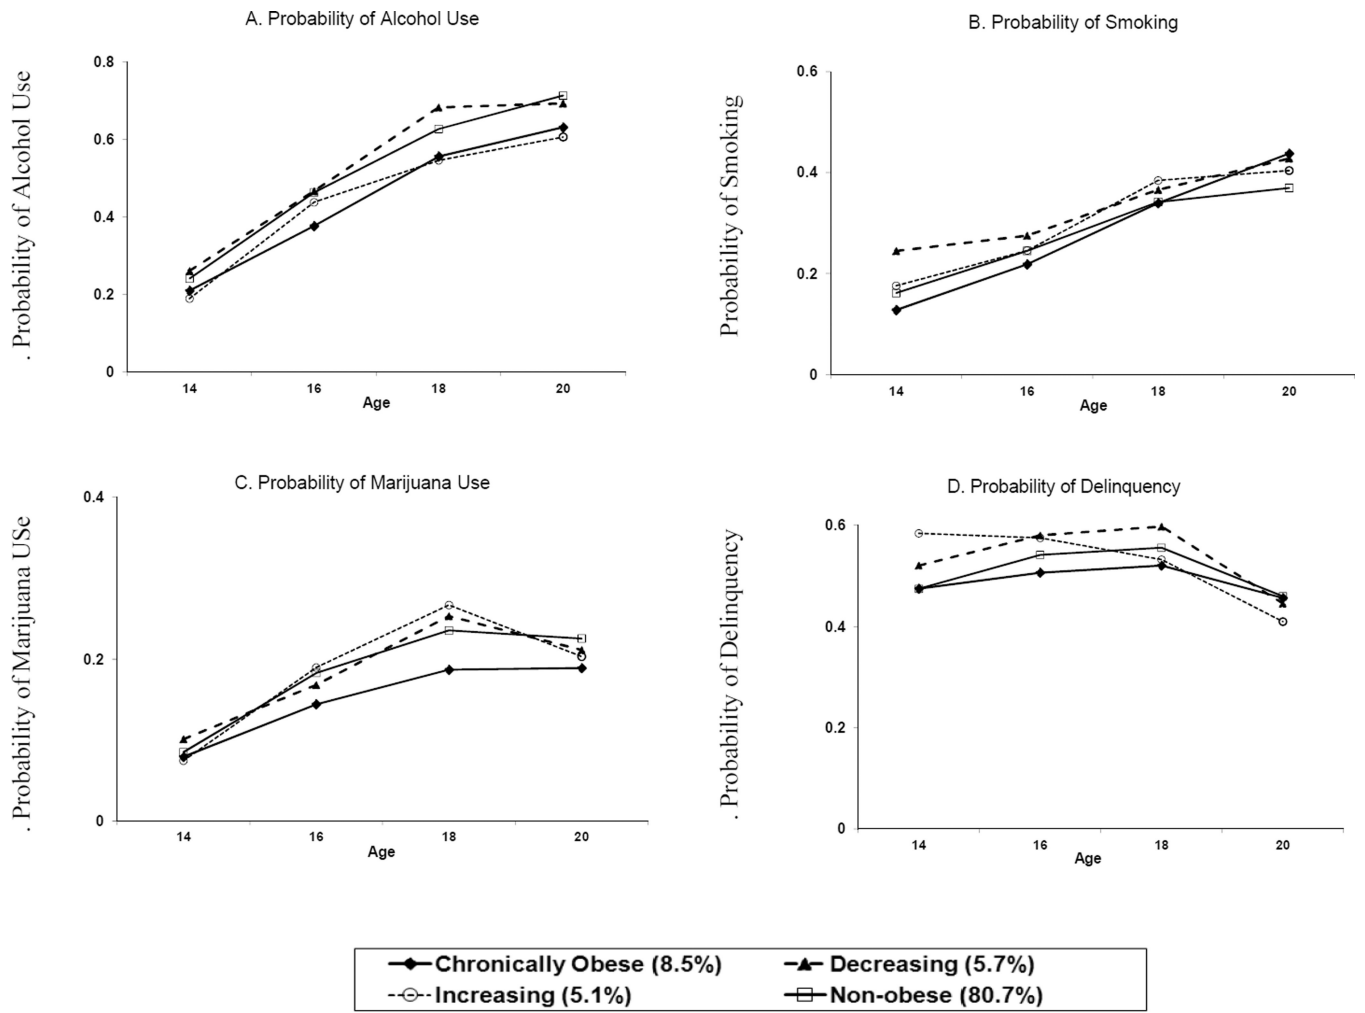 A. Probability of Alcohol Use
. Probability of Alcohol Use
0.8
0.6
0.4
0.2
0
14 16 18 20
Age
B. Probability of Smoking
Probability of Smoking
0.6
0.4
0.2
0
14 16 18 20
Age
C. Probability of Marijuana Use
. Probability of Marijuana USe
0.4
0.2
0
14 16 18 20
Age
D. Probability of Delinquency
. Probability of Delinquency
0.6
0.4
0.2
0
14 16 18 20
Age
Chronically Obese (8.5%) Decreasing (5.7%)
Increasing (5.1%) Non-obese (80.7%)